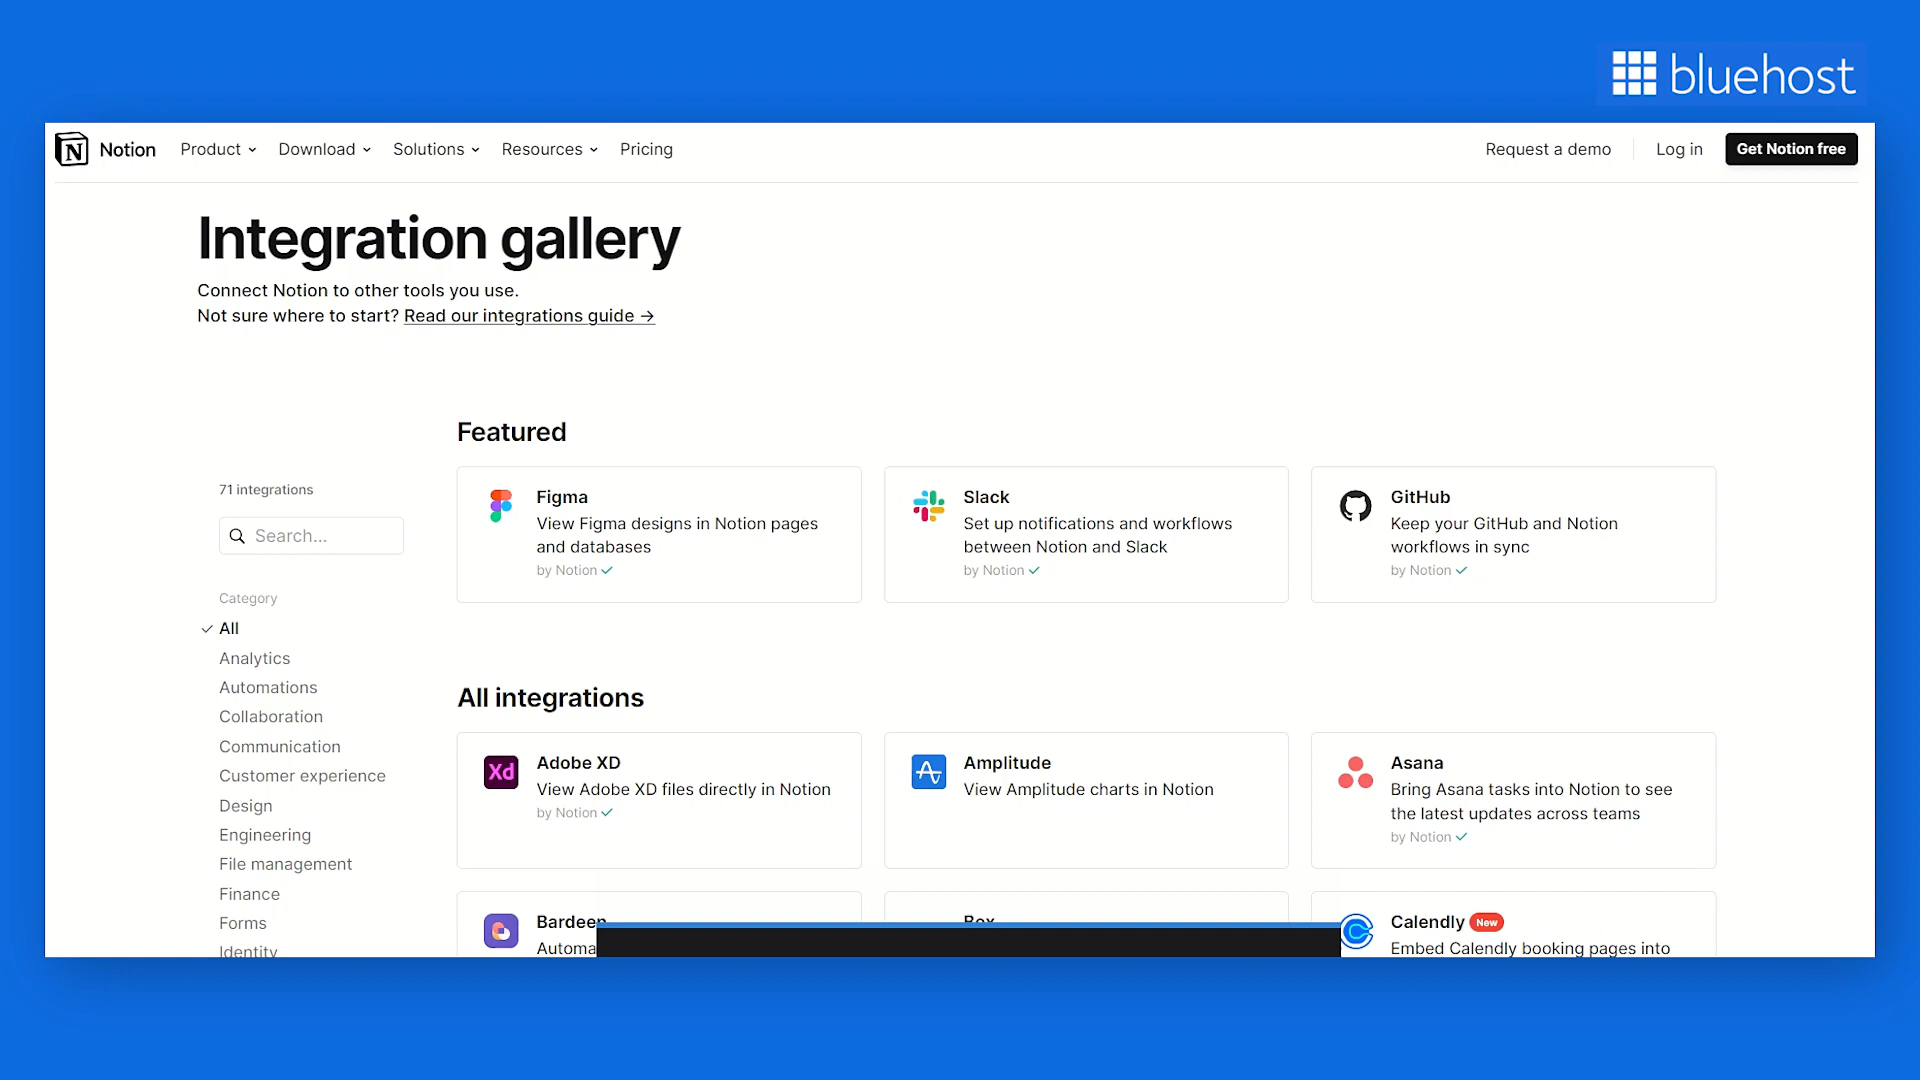 bluehost
Notion Product Download Solutions Resources Pricing Request a demo Log in Get Notion free
Integration gallery
Connect Notion to other tools you use.
Not sure where to start? Read our integrations guide →
71 integrations
Search...
Category
All
Analytics
Automations
Collaboration
Communication
Customer experience
Design
Engineering
File management
Finance
Forms
Identity
Featured
Figma
View Figma designs in Notion pages
and databases
by Notion
Slack
Set up notifications and workflows
between Notion and Slack
by Notion
GitHub
Keep your GitHub and Notion
workflows in sync
by Notion
All integrations
Adobe XD
View Adobe XD files directly in Notion
by Notion
Amplitude
View Amplitude charts in Notion
Asana
Bring Asana tasks into Notion to see
the latest updates across teams
by Notion
Bardeen
Automa
Box
Calendly New
Embed Calendly booking pages into